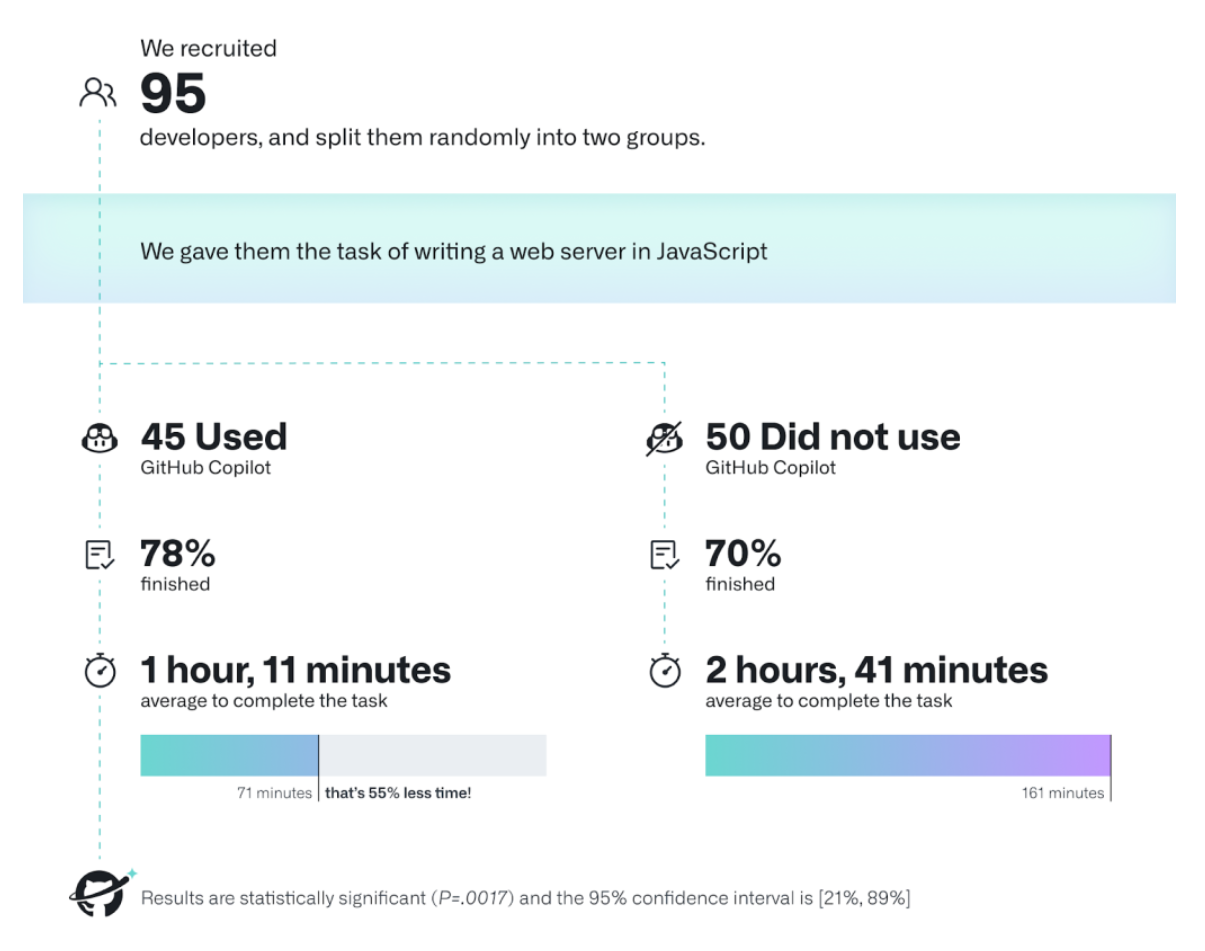 We recruited
95
developers, and split them randomly into two groups.
We gave them the task of writing a web server in JavaScript
45 Used
GitHub Copilot
50 Did not use
GitHub Copilot
78%
finished
70%
finished
1 hour, 11 minutes
average to complete the task
2 hours, 41 minutes
average to complete the task
71 minutes that's 55% less time!
161 minutes
Results are statistically significant (P=.0017) and the 95% confidence interval is [21%, 89%]